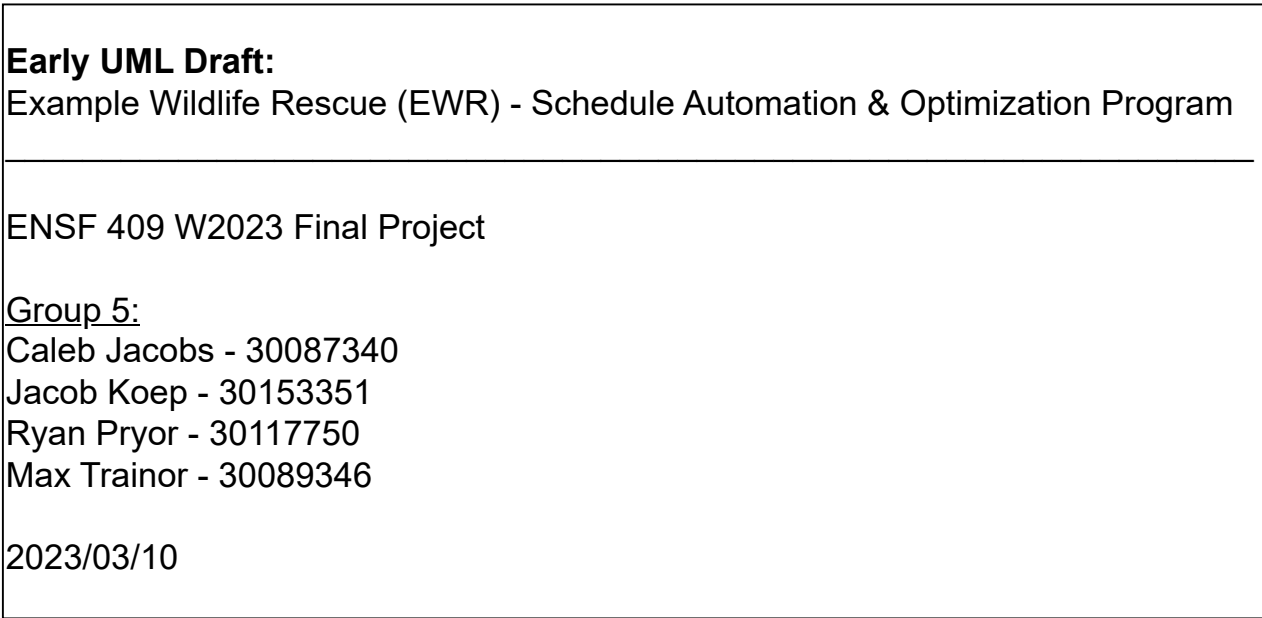 Early UML Draft:
Example Wildlife Rescue (EWR) - Schedule Automation & Optimization Program
ENSF 409 W2023 Final Project
Group 5:
Caleb Jacobs - 30087340
Jacob Koep - 30153351
Ryan Pryor - 30117750
Max Trainor - 30089346
2023/03/10